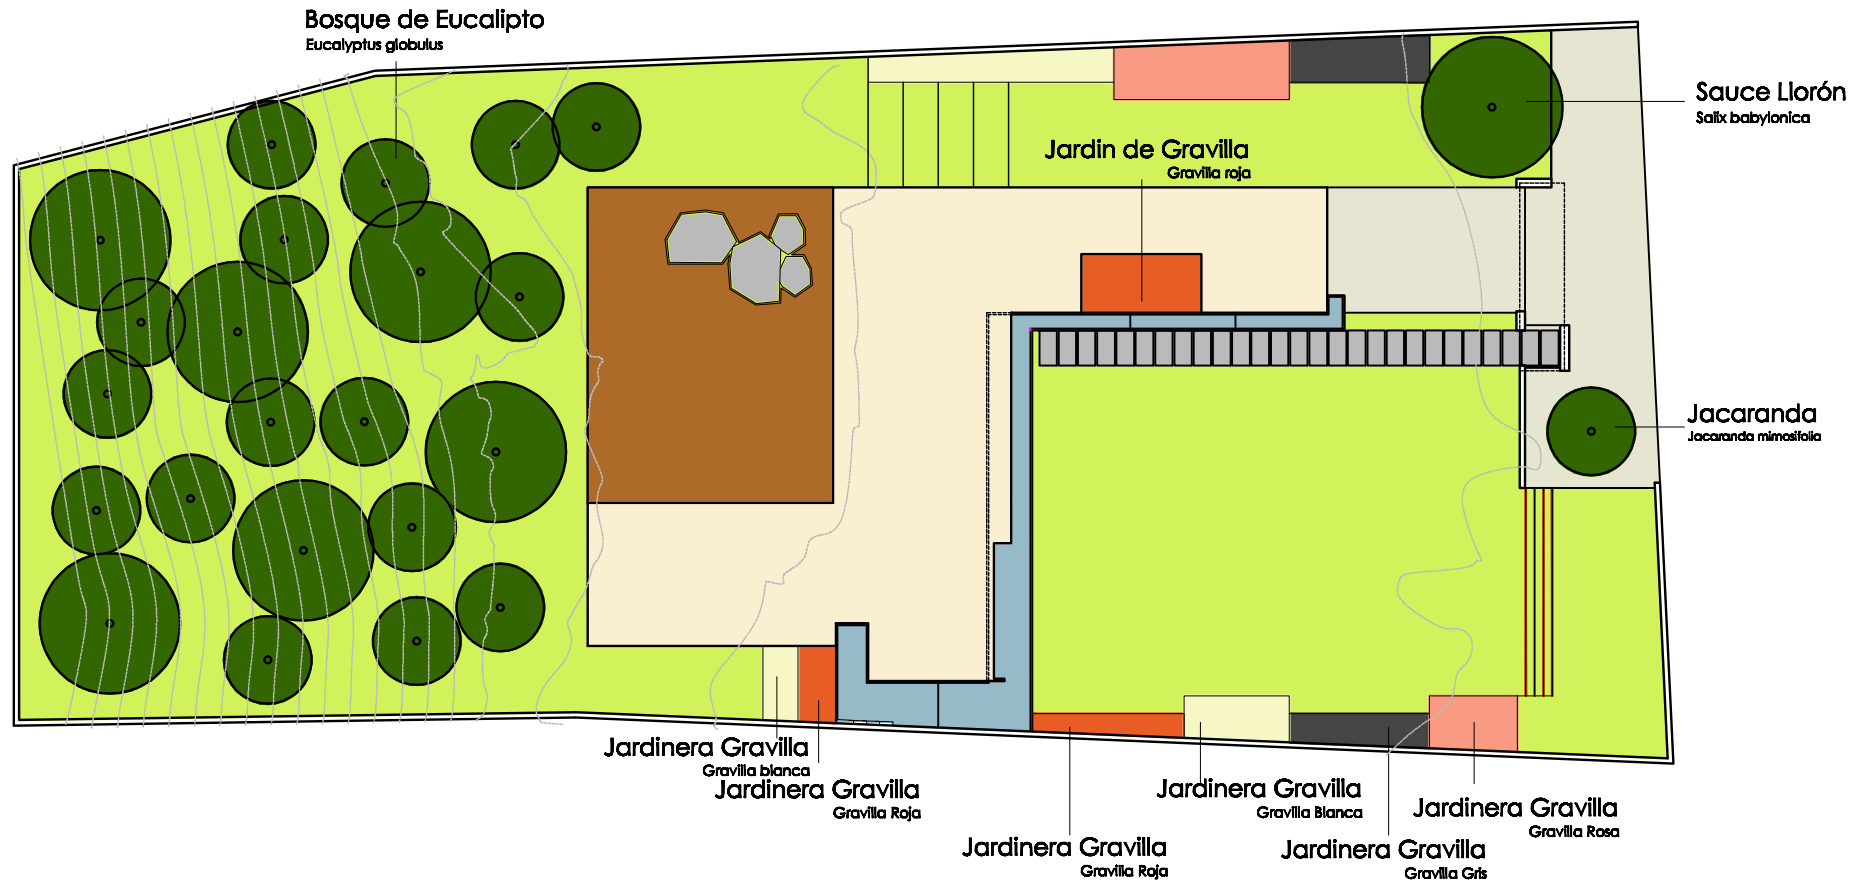 Bosque de Eucalipto
Eucalyptus globulus
Sauce Llorón
Salix babylonica
Jardin de Gravilla
Gravilla roja
Jacaranda
Jacaranda mimosifolia
Jardinera Gravilla
Gravilla blanca
Jardinera Gravilla
Gravilla Roja
Jardinera Gravilla
Gravilla Blanca
Jardinera Gravilla
Gravilla Rosa
Jardinera Gravilla
Gravilla Roja
Jardinera Gravilla
Gravilla Gris